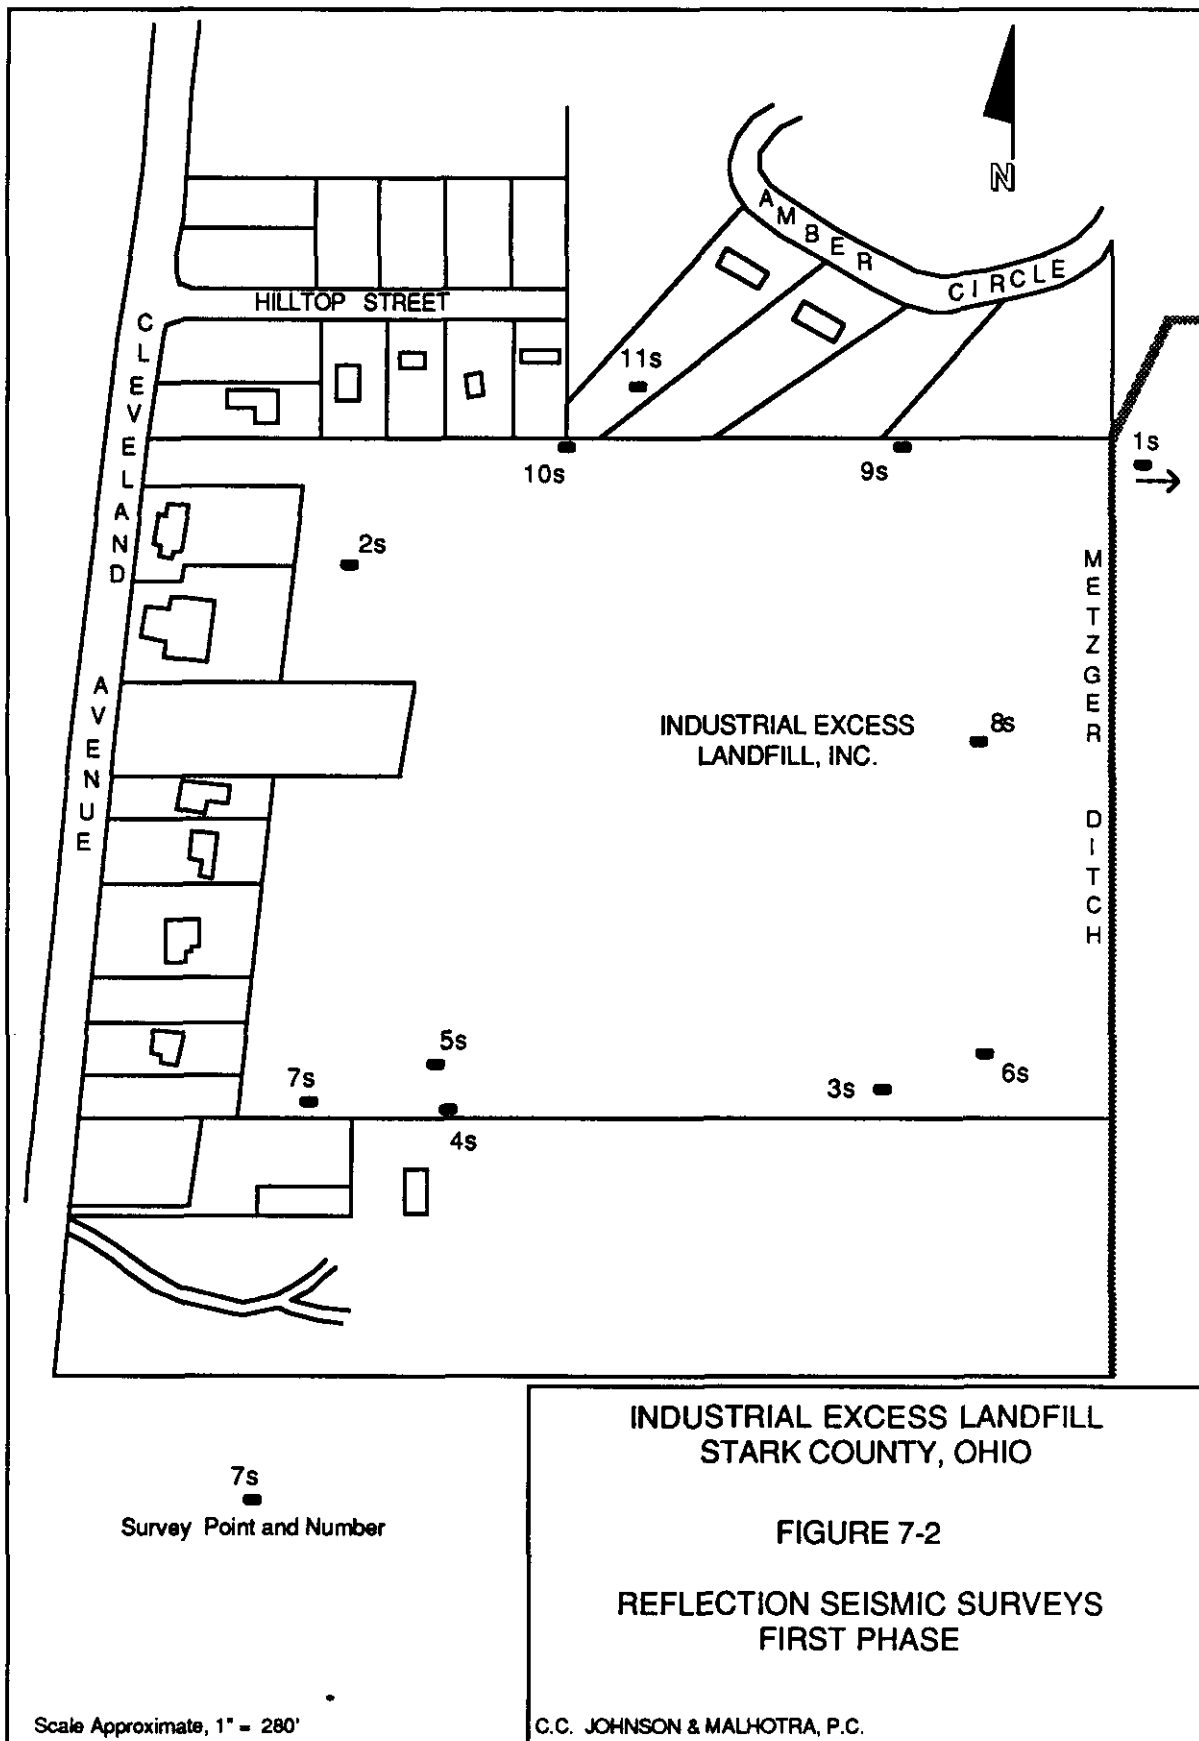 N
AMBER CIRCLE
HILLTOP STREET
CLEVELAND AVENUE
11s
10s
9s
1s
2s
METZGER DITCH
INDUSTRIAL EXCESS
LANDFILL, INC.
8s
5s
7s
4s
3s
6s
7s
Survey Point and Number
INDUSTRIAL EXCESS LANDFILL
STARK COUNTY, OHIO
FIGURE 7-2
REFLECTION SEISMIC SURVEYS
FIRST PHASE
Scale Approximate, 1" = 280'
C.C. JOHNSON & MALHOTRA, P.C.